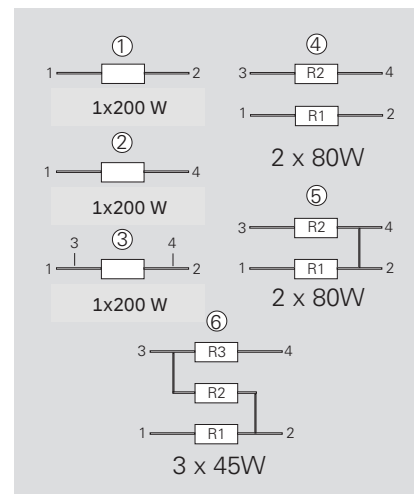 ①
1 2
1x200 W
②
1 4
1x200 W
③
3 4
1 2
1x200 W
④
3 R2 4
1 R1 2
2 x 80W
⑤
3 R2 4
1 R1 2
2 x 80W
⑥
3 R3 4
R2
1 R1 2
3 x 45W